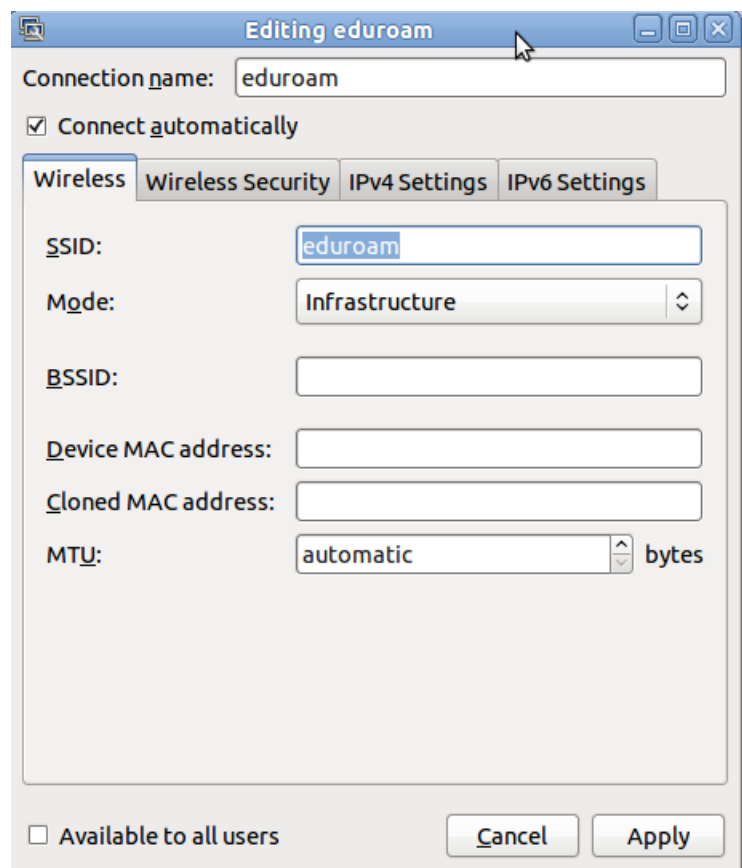 Editing eduroam
Connection name: eduroam
Connect automatically
Wireless Wireless Security IPv4 Settings IPv6 Settings
SSID: eduroam
Mode: Infrastructure
BSSID:
Device MAC address:
Cloned MAC address:
MTU: automatic bytes
Available to all users Cancel Apply